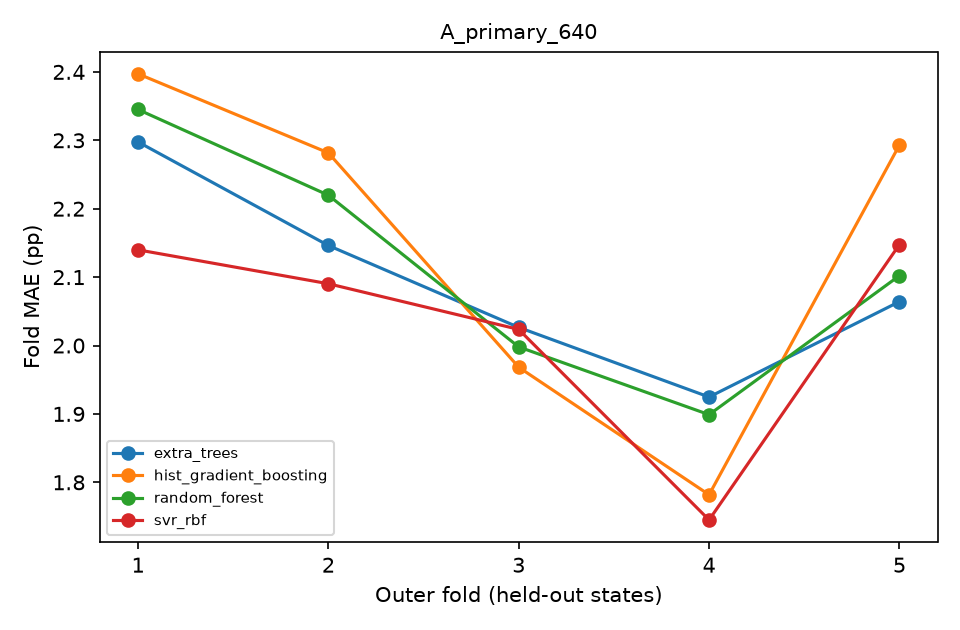 A_primary_640
Fold MAE (pp)
2.4
2.3
2.2
2.1
2.0
1.9
1.8
extra_trees
hist_gradient_boosting
random_forest
svr_rbf
1 2 3 4 5
Outer fold (held-out states)